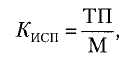 К_ИСП = ТП/М,